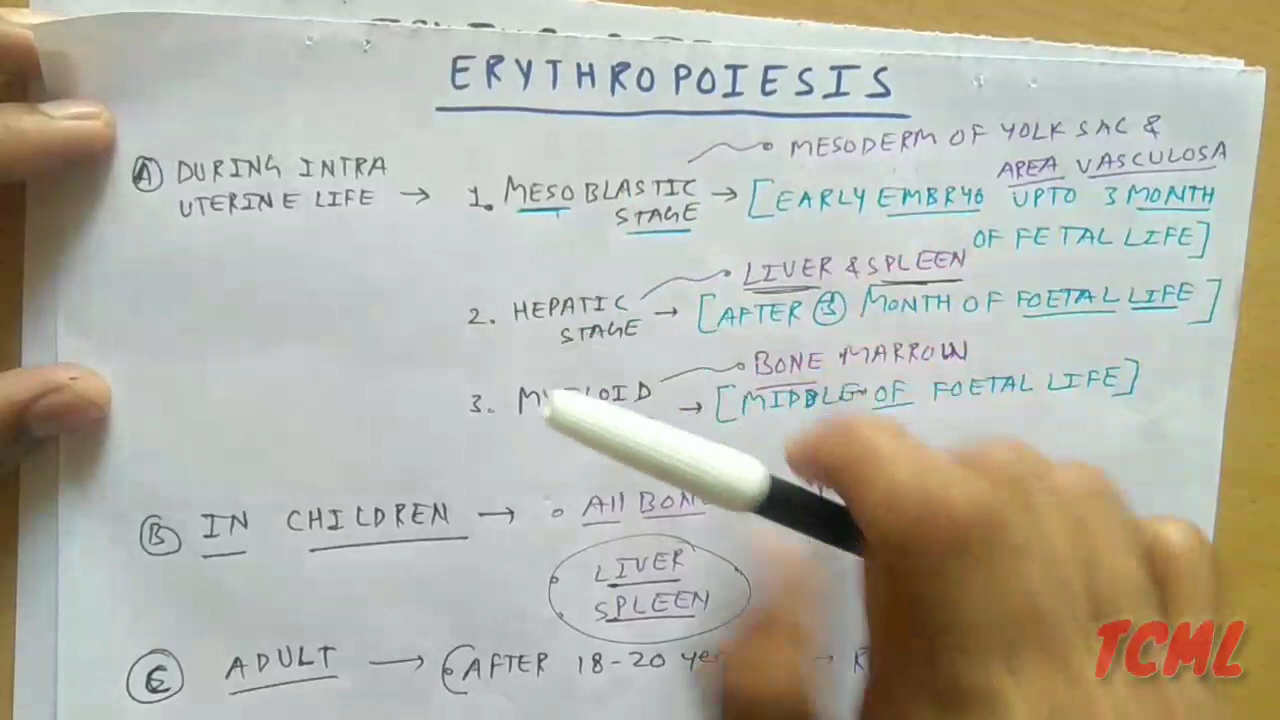 ERYTHROPOIESIS
MESODERM OF YOLK SAC &
AREA VASCULOSA
A DURING INTRA
UTERINE LIFE → 1. MESOBLASTIC
STAGE → [EARLY EMBRYO UPTO 3 MONTH
OF FETAL LIFE]
LIVER & SPLEEN
2. HEPATIC
STAGE → [AFTER 3 MONTH OF FOETAL LIFE]
BONE MARROW
3. → [MIDDLE OF FOETAL LIFE]
B IN CHILDREN → All
LIVER
SPLEEN
C ADULT → (AFTER 18-20
TCML